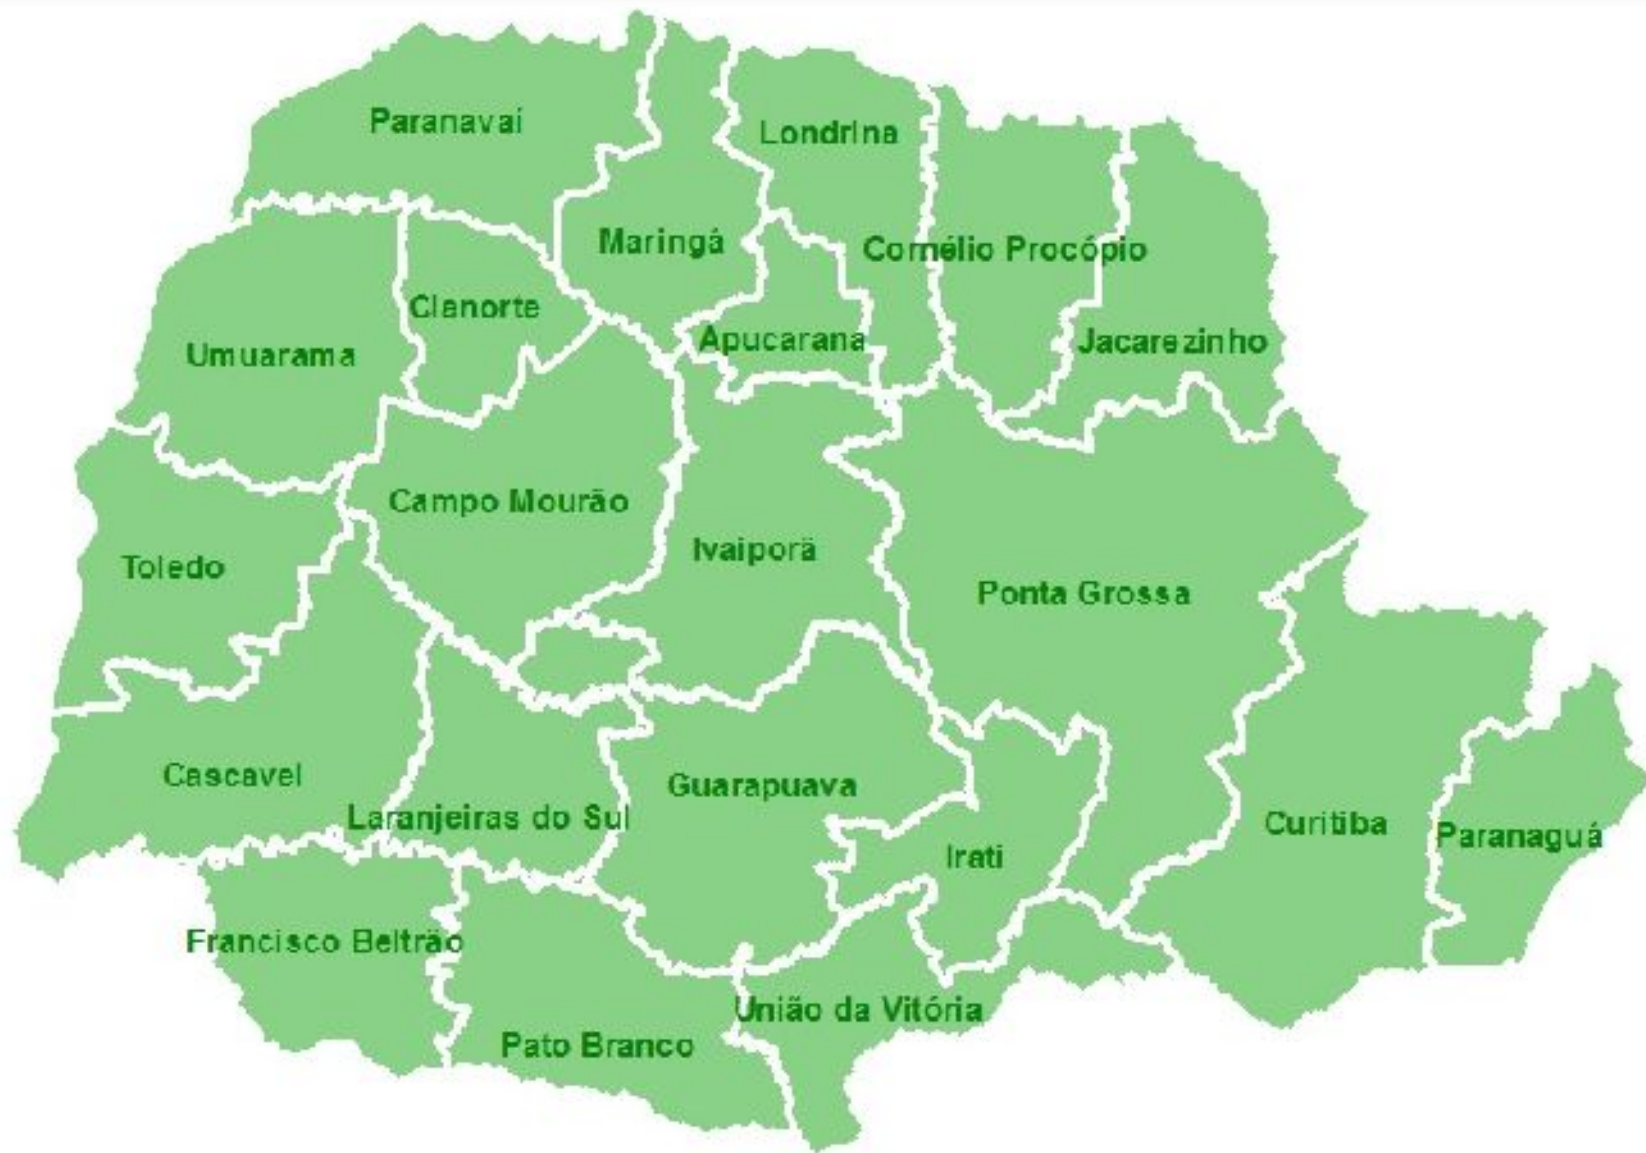 Paranavaí
Londrina
Maringá
Cornélio Procópio
Cianorte
Apucarana
Jacarezinho
Umuarama
Campo Mourão
Ivaiporã
Toledo
Ponta Grossa
Cascavel
Guarapuava
Laranjeiras do Sul
Curitiba
Paranaguá
Irati
Francisco Beltrão
União da Vitória
Pato Branco